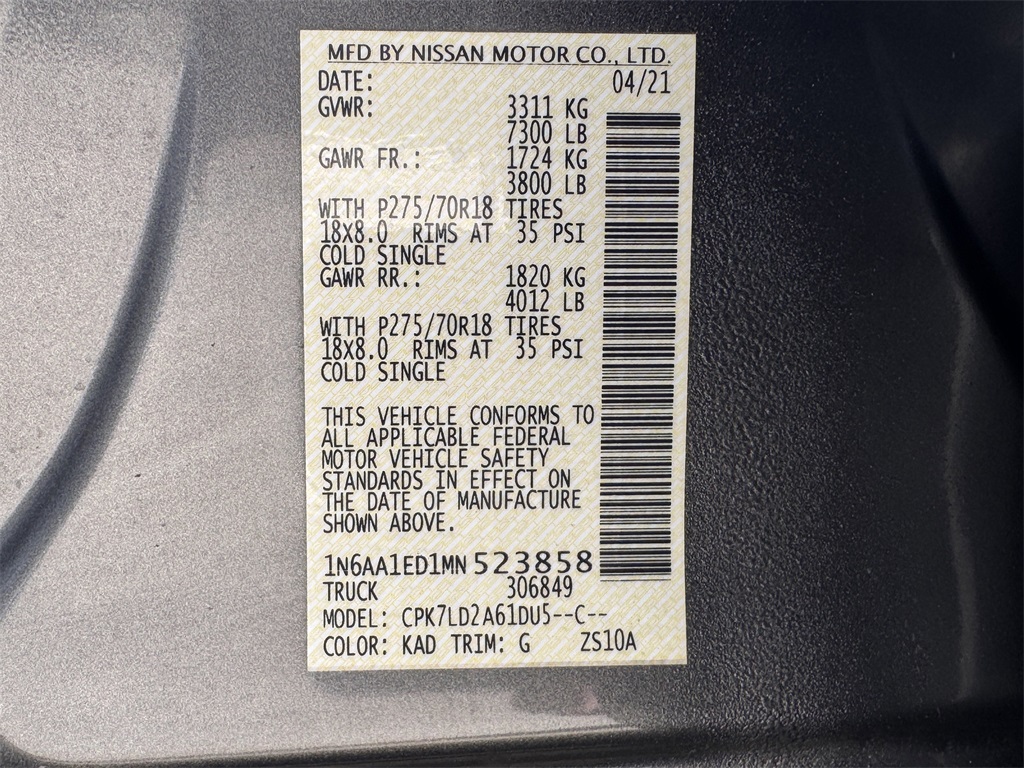 MFD BY NISSAN MOTOR CO., LTD.
DATE: 04/21
GVWR: 3311 KG
7300 LB
GAWR FR.: 1724 KG
3800 LB
WITH P275/70R18 TIRES
18X8.0 RIMS AT 35 PSI
COLD SINGLE
GAWR RR.: 1820 KG
4012 LB
WITH P275/70R18 TIRES
18X8.0 RIMS AT 35 PSI
COLD SINGLE
THIS VEHICLE CONFORMS TO
ALL APPLICABLE FEDERAL
MOTOR VEHICLE SAFETY
STANDARDS IN EFFECT ON
THE DATE OF MANUFACTURE
SHOWN ABOVE.
1N6AA1ED1MN523858
TRUCK 306849
MODEL: CPK7LD2A61DU5--C--
COLOR: KAD TRIM: G ZS10A